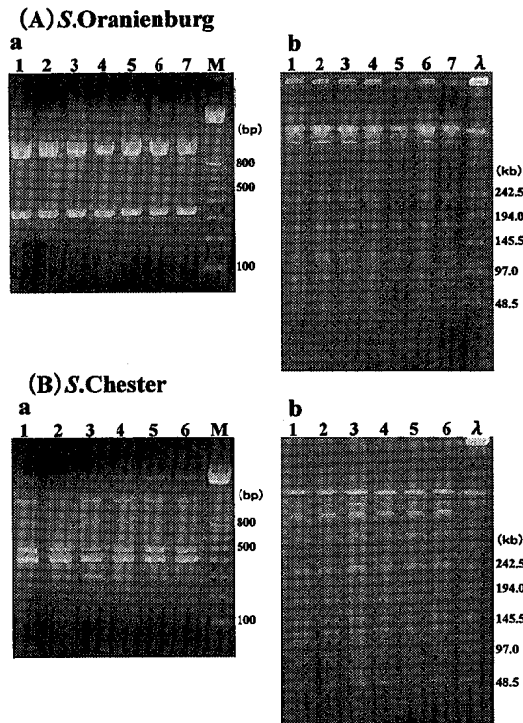 (A) S.Oranienburg
a
1 2 3 4 5 6 7 M
(bp)
800
500
100
b
1 2 3 4 5 6 7 λ
(kb)
242.5
194.0
145.5
97.0
48.5
(B) S.Chester
a
1 2 3 4 5 6 M
(bp)
800
500
100
b
1 2 3 4 5 6 λ
(kb)
242.5
194.0
145.5
97.0
48.5